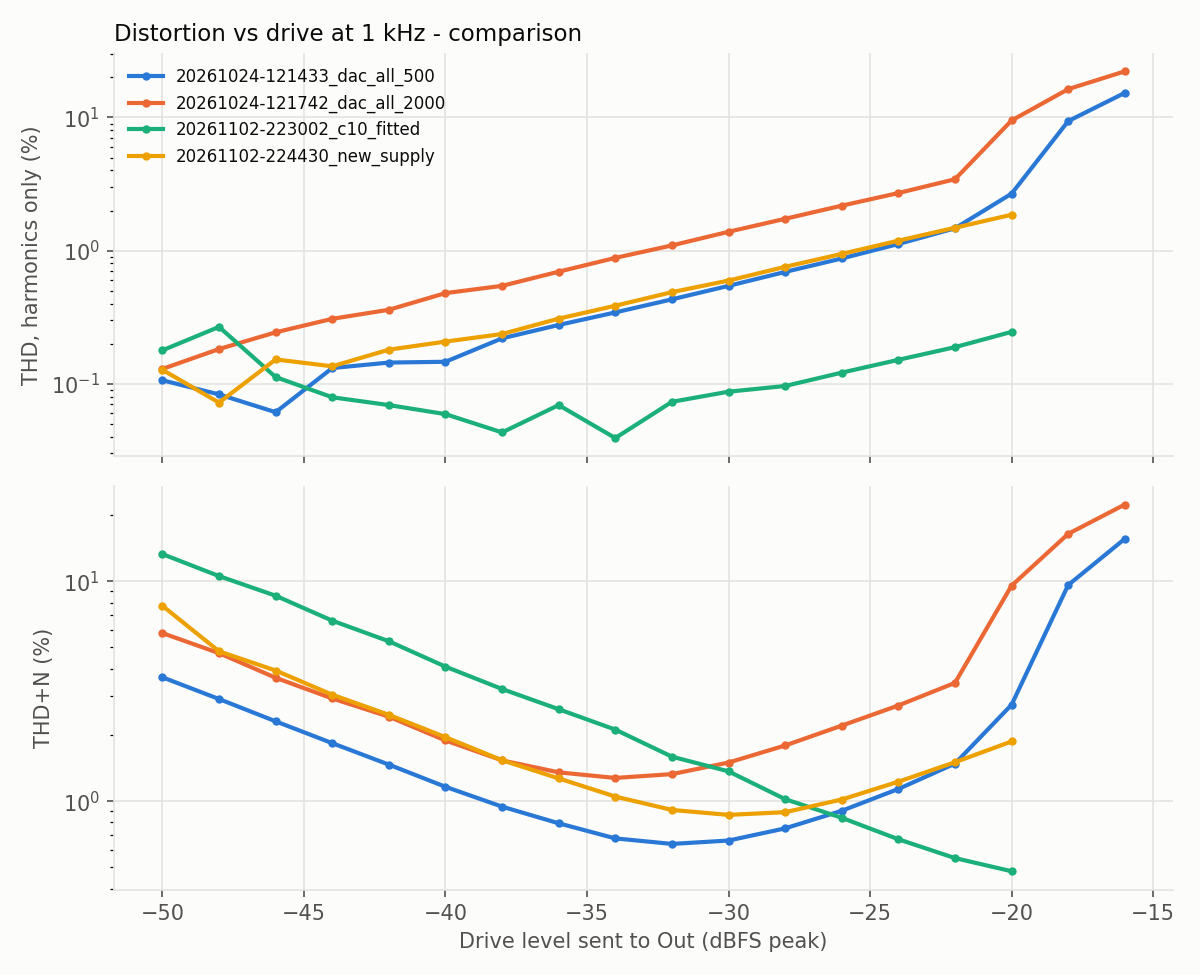 Distortion vs drive at 1 kHz - comparison
20261024-121433_dac_all_500
20261024-121742_dac_all_2000
20261102-223002_c10_fitted
20261102-224430_new_supply
THD, harmonics only (%)
10¹
10⁰
10⁻¹
THD+N (%)
10¹
10⁰
−50 −45 −40 −35 −30 −25 −20 −15
Drive level sent to Out (dBFS peak)